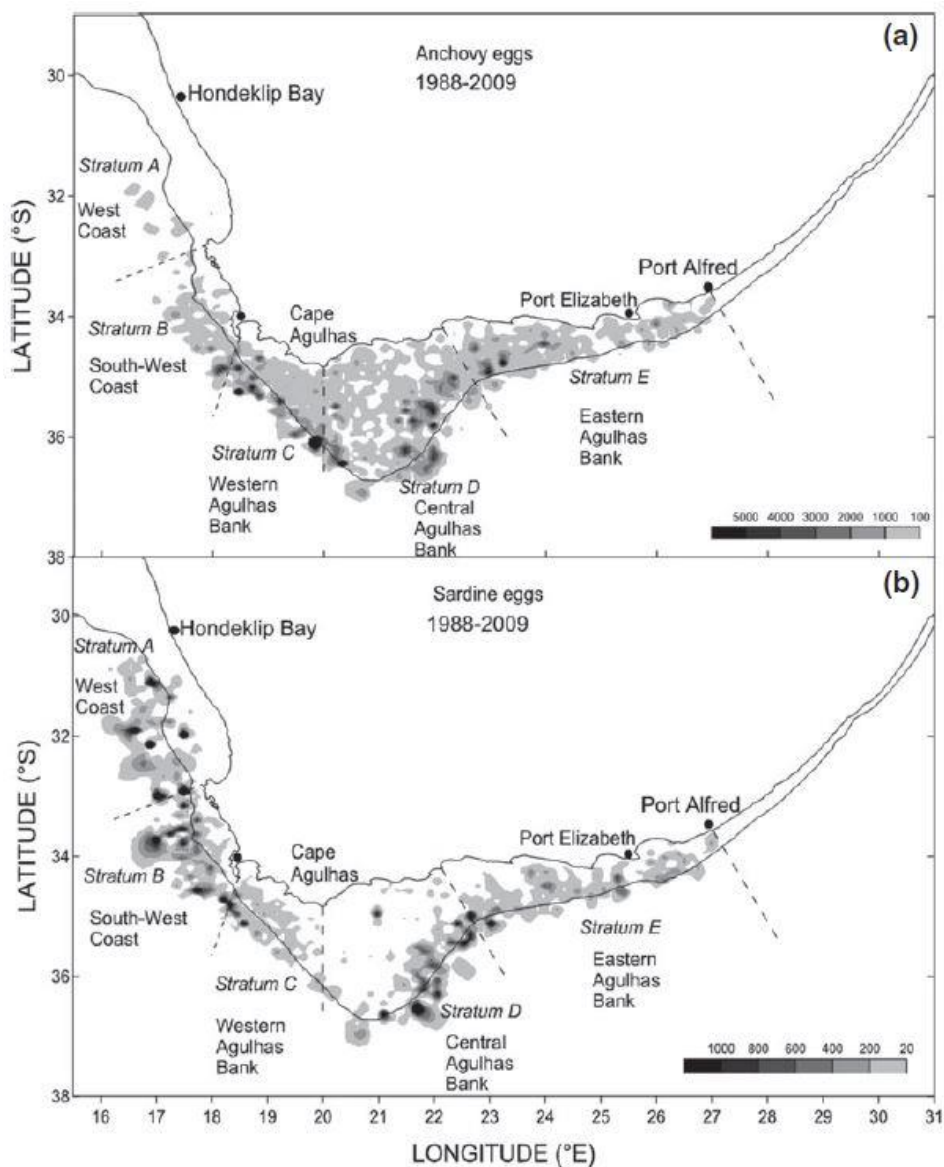 (a)
Anchovy eggs
1988-2009
30
Hondeklip Bay
Stratum A
32
West
Coast
Port Alfred
Port Elizabeth
34
Cape
Agulhas
Stratum B
South-West
Coast
Stratum E
Eastern
Agulhas
Bank
36
Stratum C
Western
Agulhas
Bank
Stratum D
Central
Agulhas
Bank
5000 4000 3000 2000 1000 100
38
LATITUDE (°S)
(b)
Sardine eggs
1988-2009
30
Hondeklip Bay
Stratum A
West
Coast
32
Port Alfred
Port Elizabeth
34
Cape
Agulhas
Stratum B
South-West
Coast
Stratum E
Eastern
Agulhas
Bank
36
Stratum C
Western
Agulhas
Bank
Stratum D
Central
Agulhas
Bank
1000 800 600 400 200 20
38
LATITUDE (°S)
16 17 18 19 20 21 22 23 24 25 26 27 28 29 30 31
LONGITUDE (°E)